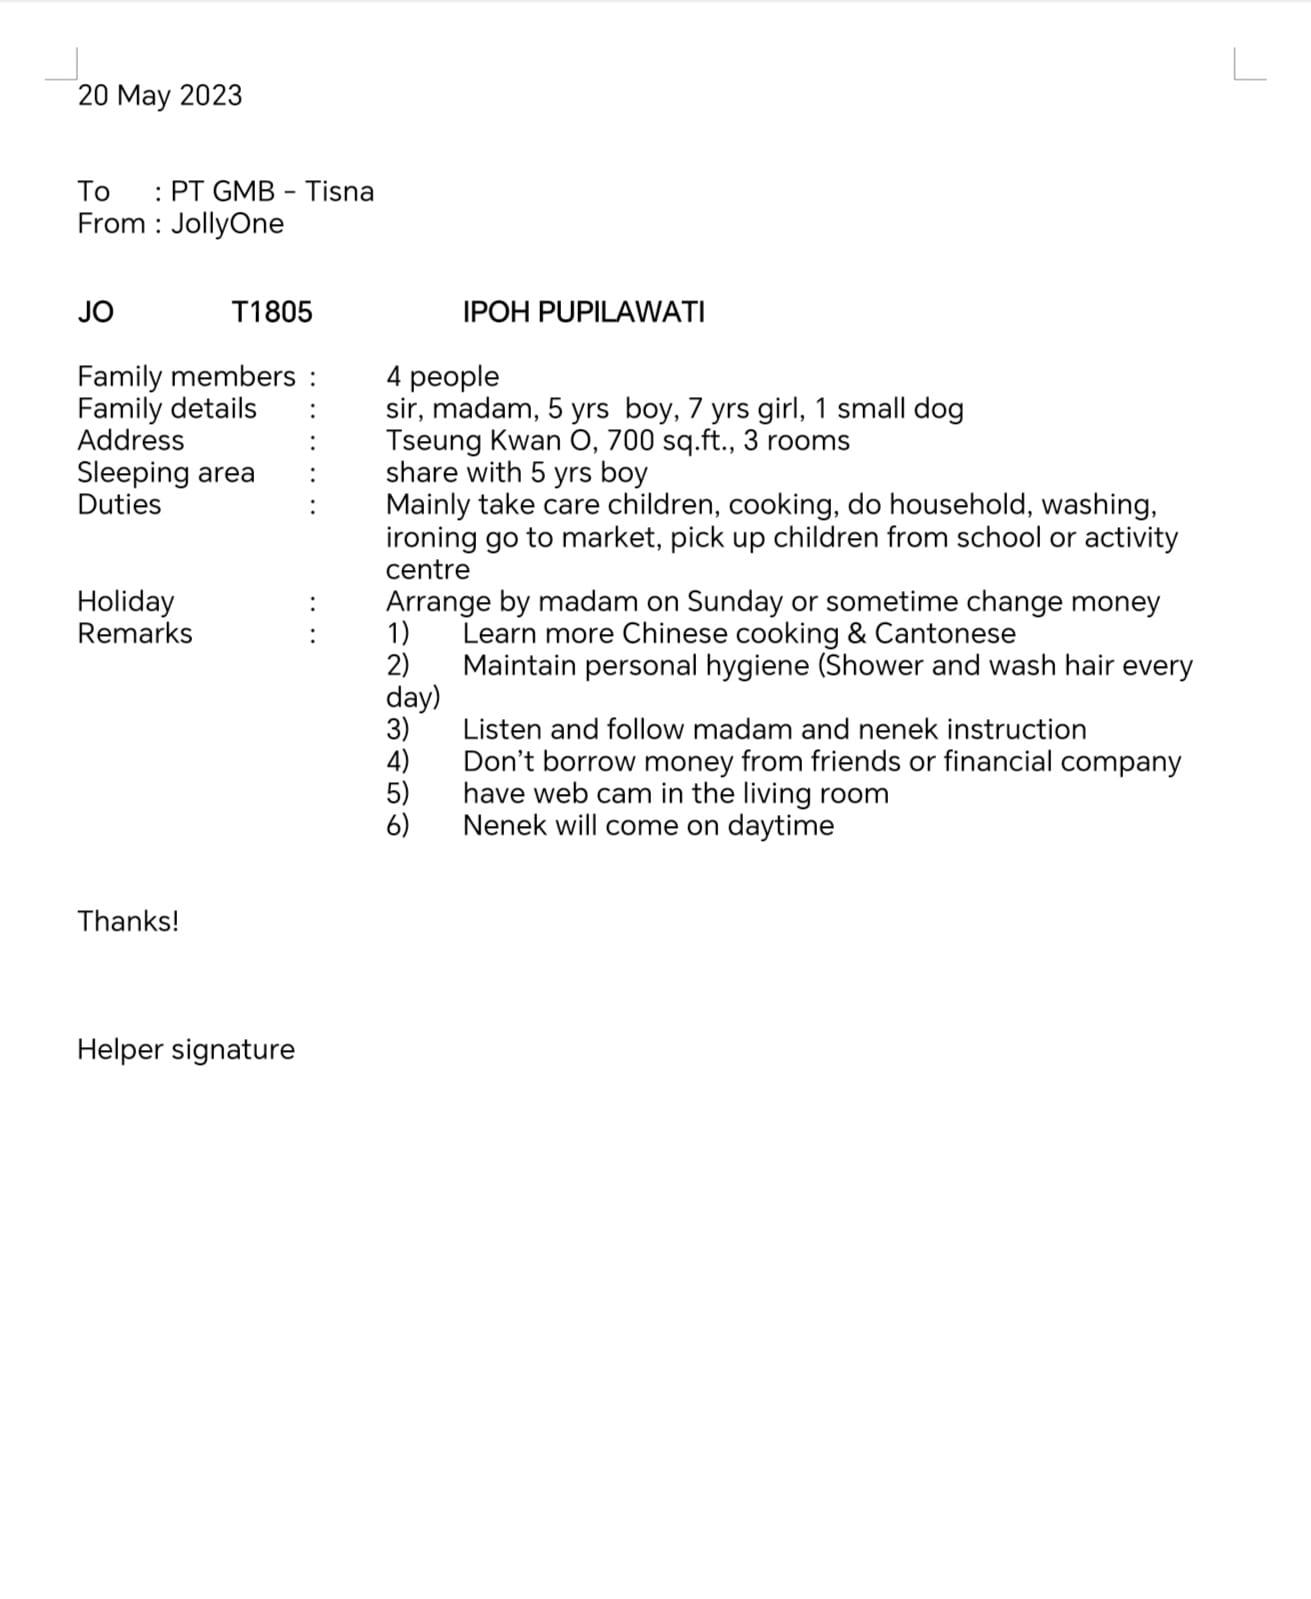 20 May 2023
To : PT GMB – Tisna
From : JollyOne
JO T1805 IPOH PUPILAWATI
Family members : 4 people
Family details : sir, madam, 5 yrs boy, 7 yrs girl, 1 small dog
Address : Tseung Kwan O, 700 sq.ft., 3 rooms
Sleeping area : share with 5 yrs boy
Duties : Mainly take care children, cooking, do household, washing,
ironing go to market, pick up children from school or activity
centre
Holiday : Arrange by madam on Sunday or sometime change money
Remarks : 1) Learn more Chinese cooking & Cantonese
2) Maintain personal hygiene (Shower and wash hair every
day)
3) Listen and follow madam and nenek instruction
4) Don’t borrow money from friends or financial company
5) have web cam in the living room
6) Nenek will come on daytime
Thanks!
Helper signature